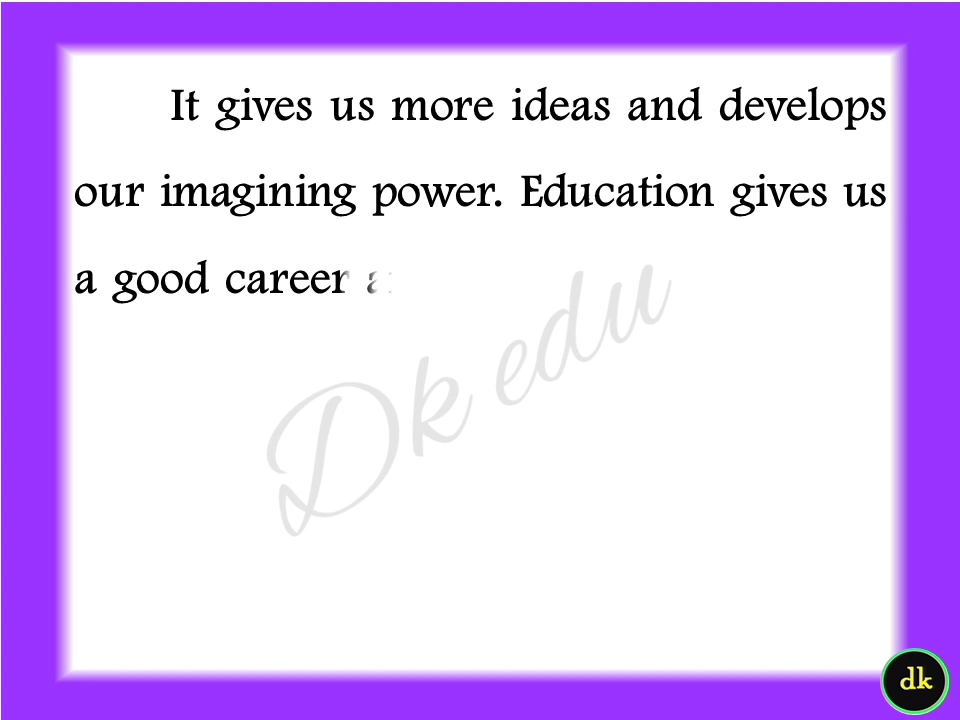 It gives us more ideas and develops
our imagining power. Education gives us
a good career
Dk edu
dk